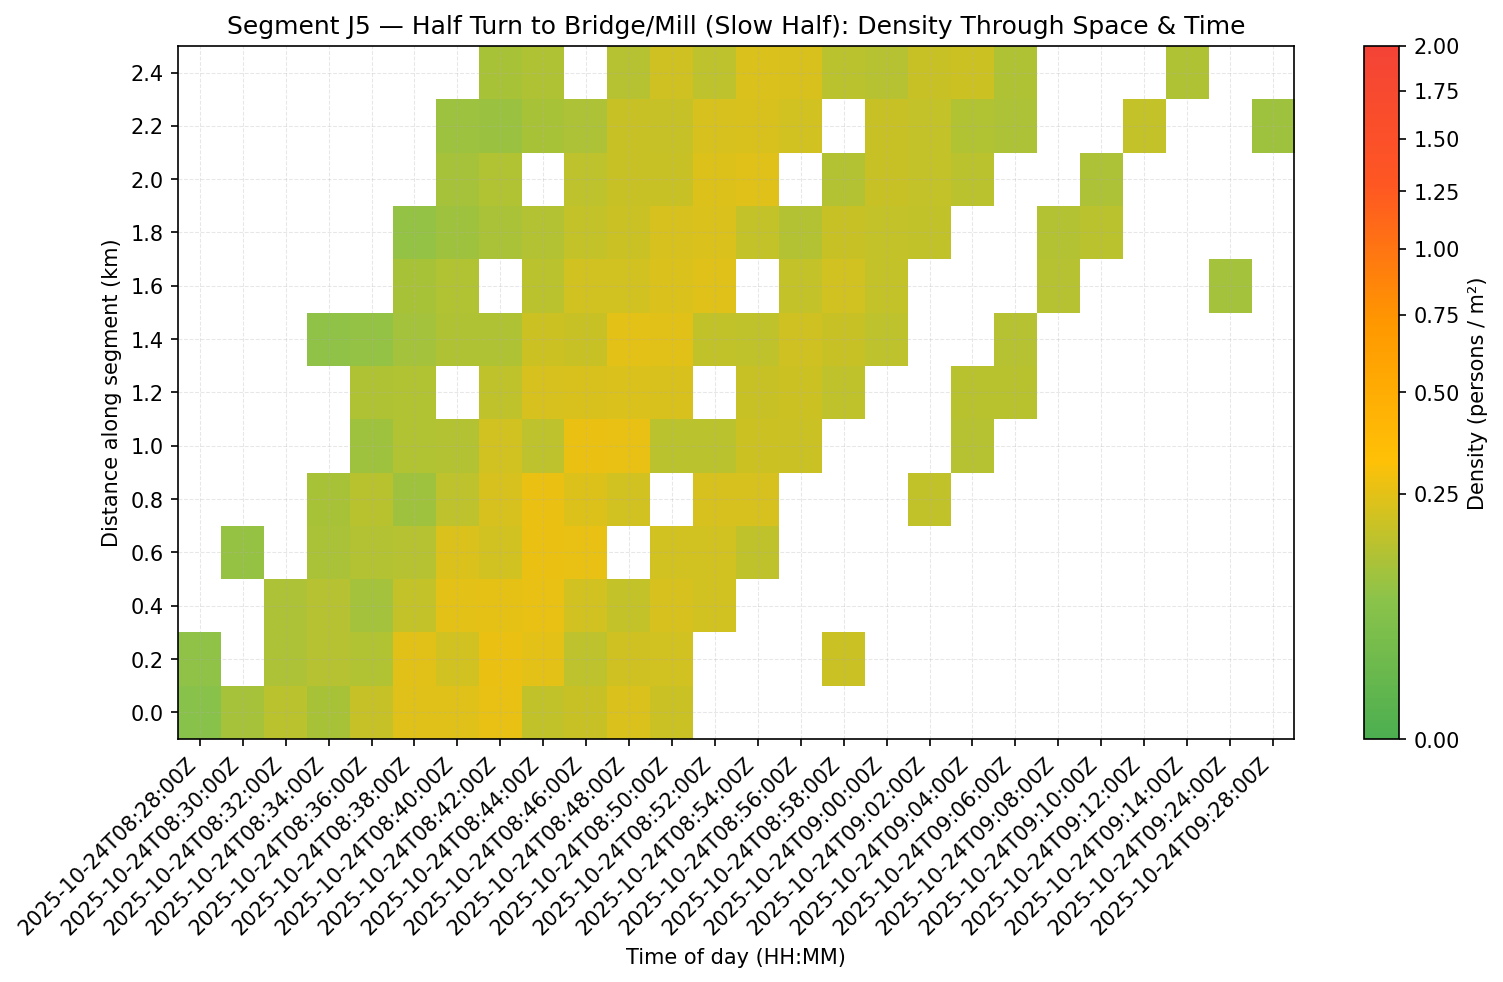 Segment J5 — Half Turn to Bridge/Mill (Slow Half): Density Through Space & Time
Distance along segment (km)
2.4
2.2
2.0
1.8
1.6
1.4
1.2
1.0
0.8
0.6
0.4
0.2
0.0
2025-10-24T08:28:00Z
2025-10-24T08:30:00Z
2025-10-24T08:32:00Z
2025-10-24T08:34:00Z
2025-10-24T08:36:00Z
2025-10-24T08:38:00Z
2025-10-24T08:40:00Z
2025-10-24T08:42:00Z
2025-10-24T08:44:00Z
2025-10-24T08:46:00Z
2025-10-24T08:48:00Z
2025-10-24T08:50:00Z
2025-10-24T08:52:00Z
2025-10-24T08:54:00Z
2025-10-24T08:56:00Z
2025-10-24T08:58:00Z
2025-10-24T09:00:00Z
2025-10-24T09:02:00Z
2025-10-24T09:04:00Z
2025-10-24T09:06:00Z
2025-10-24T09:08:00Z
2025-10-24T09:10:00Z
2025-10-24T09:12:00Z
2025-10-24T09:14:00Z
2025-10-24T09:24:00Z
2025-10-24T09:28:00Z
Time of day (HH:MM)
2.00
1.75
1.50
1.25
1.00
0.75
0.50
0.25
0.00
Density (persons / m²)